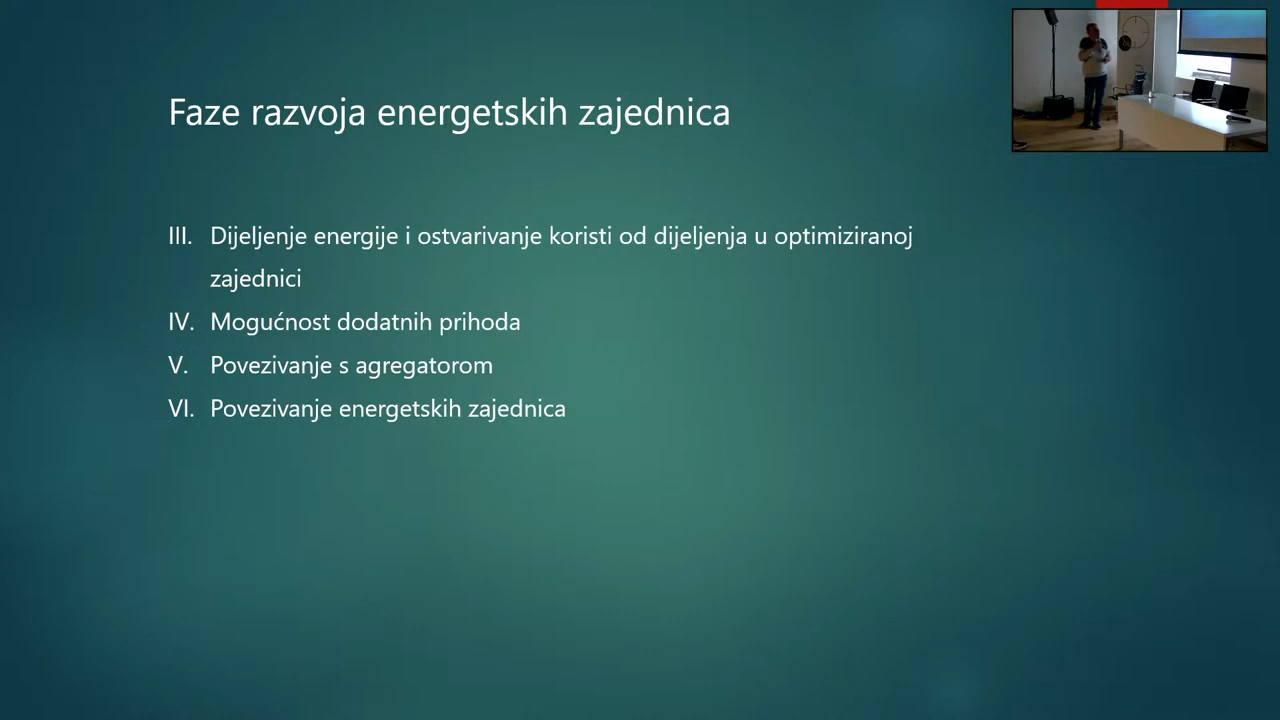 Faze razvoja energetskih zajednica
III. Dijeljenje energije i ostvarivanje koristi od dijeljenja u optimiziranoj
zajednici
IV. Mogućnost dodatnih prihoda
V. Povezivanje s agregatorom
VI. Povezivanje energetskih zajednica